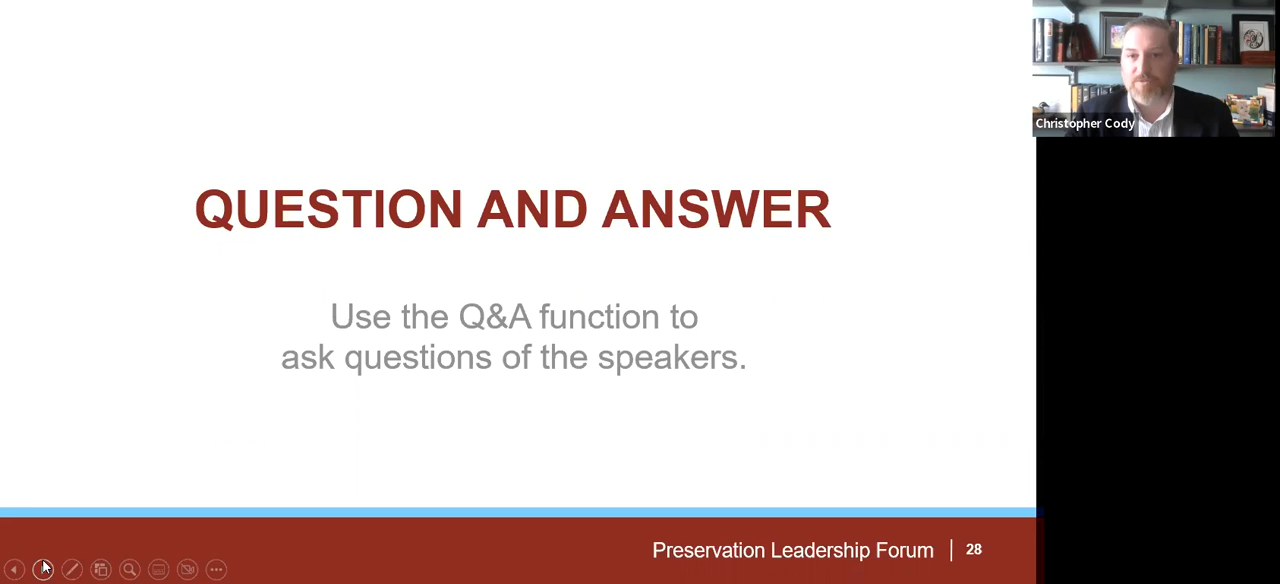 QUESTION AND ANSWER
Use the Q&A function to
ask questions of the speakers.
Preservation Leadership Forum
28
Christopher Cody